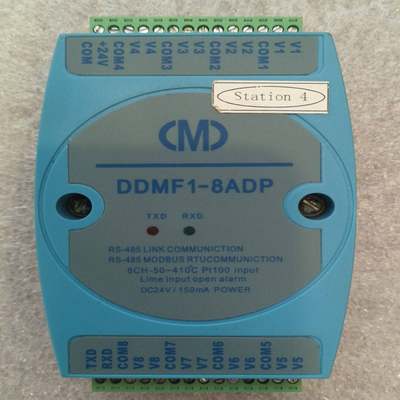 COM +24V COM4 V4 V4 COM3 V3 V3 COM2 V2 V2 COM1 V1 V1
Station 4
CMC
DDMF1-8ADP
TXD RXD
RS-485 LINK COMMUNICTION
RS-485 MODBUS RTUCOMMUNICTION
8CH-50~410℃ Pt100 input
Lime input open alarm
DC24V/150mA POWER
TXD RXD COM8 V8 V8 COM7 V7 V7 COM6 V6 V6 COM5 V5 V5